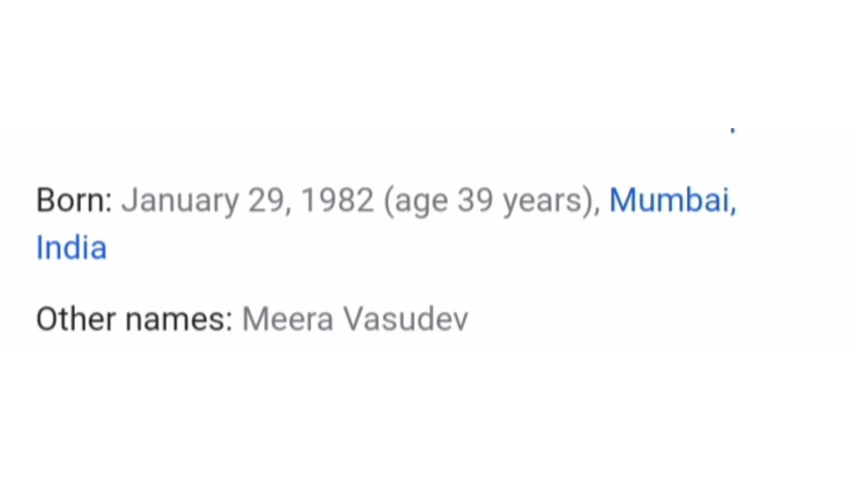 Born: January 29, 1982 (age 39 years), Mumbai,
India
Other names: Meera Vasudev